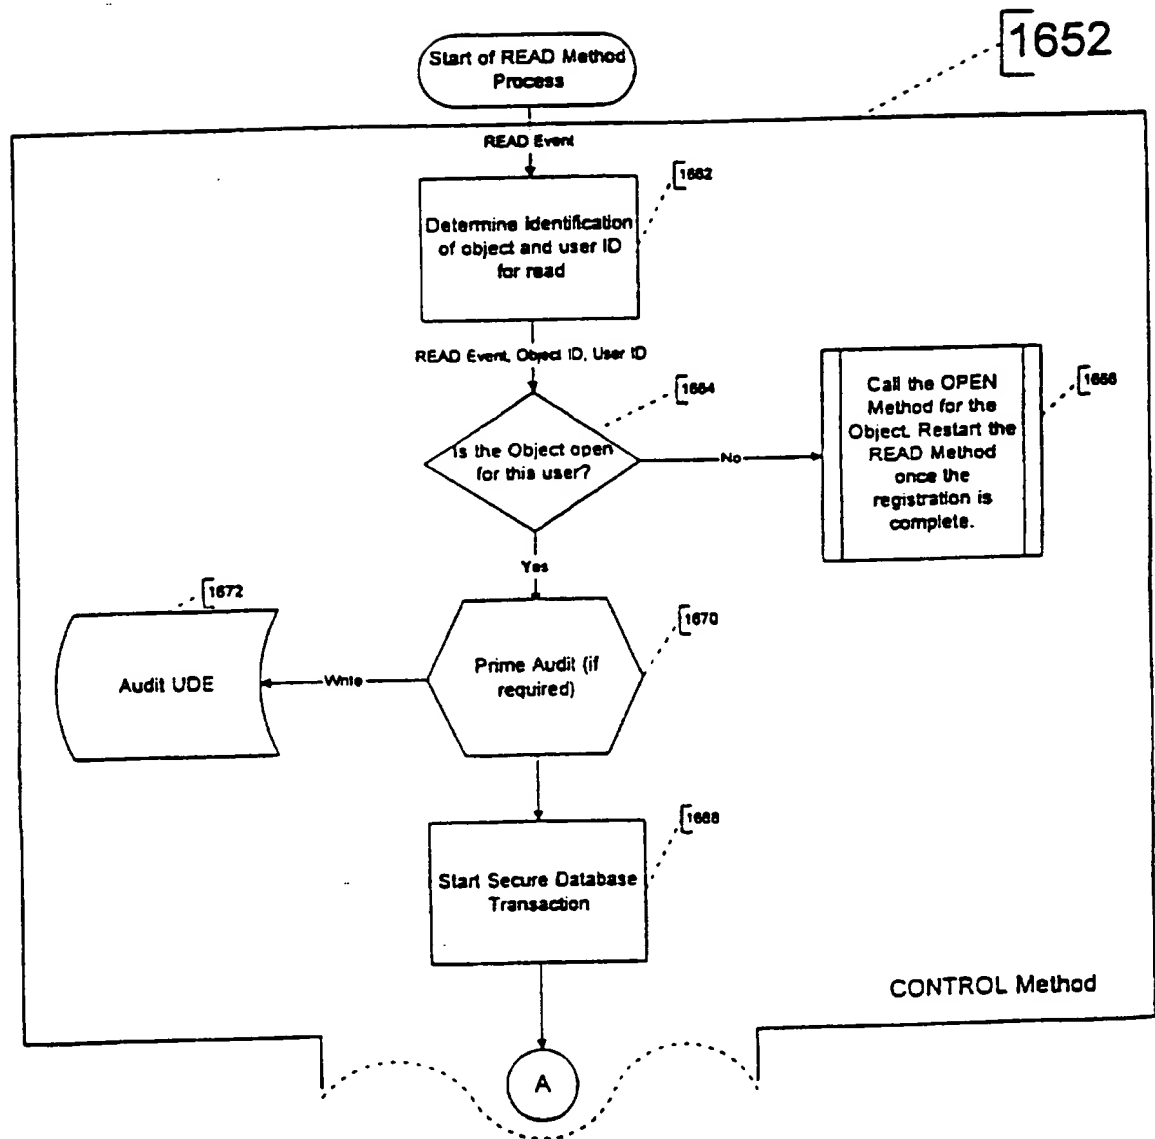 1652
Start of READ Method
Process
READ Event
1662
Determine identification
of object and user ID
for read
READ Event, Object ID, User ID
1664
Is the Object open
for this user?
No
Call the OPEN
Method for the
Object. Restart the
READ Method
once the
registration is
complete.
1666
Yes
1672
Audit UDE
Write
Prime Audit (if
required)
1670
1668
Start Secure Database
Transaction
CONTROL Method
A